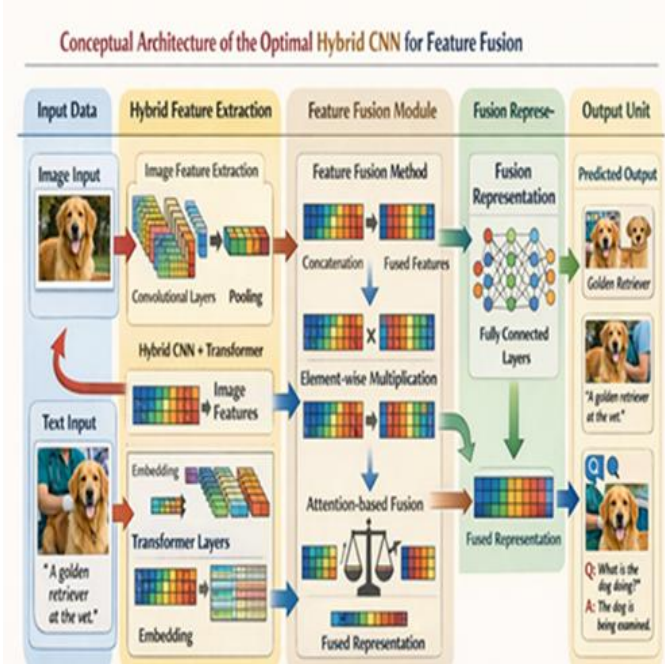 Conceptual Architecture of the Optimal Hybrid CNN for Feature Fusion
Input Data
Image Input
Text Input
"A golden
retriever
at the vet."
Hybrid Feature Extraction
Image Feature Extraction
Convolutional Layers
Pooling
Hybrid CNN + Transformer
Image
Features
Embedding
Transformer Layers
Embedding
Feature Fusion Module
Feature Fusion Method
Concatenation
Fused Features
X
Element-wise Multiplication
Attention-based Fusion
Fused Representation
Fusion Represe-
Fusion
Representation
Fully Connected
Layers
Fused Representation
Output Unit
Predicted Output
Golden Retriever
"A golden retriever
at the vet."
Q
Q: What is the
dog doing?"
A: The dog is
being examined.